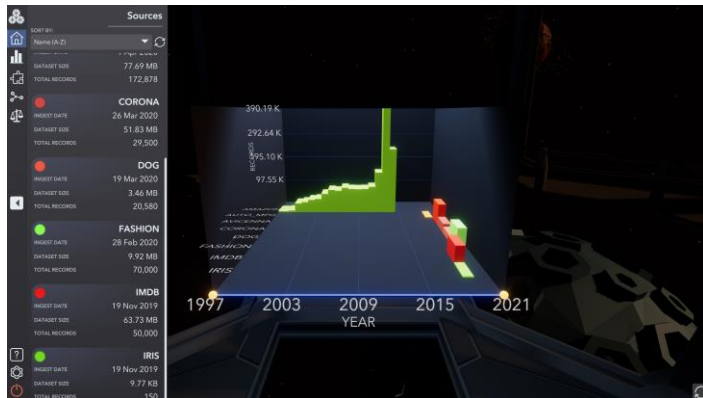 Sources
SORT BY:
Name (A-Z)
DATASET SIZE 77.69 MB
TOTAL RECORDS 172,878
CORONA
INGEST DATE 26 Mar 2020
DATASET SIZE 51.83 MB
TOTAL RECORDS 29,500
DOG
INGEST DATE 19 Mar 2020
DATASET SIZE 3.46 MB
TOTAL RECORDS 20,580
FASHION
INGEST DATE 28 Feb 2020
DATASET SIZE 9.92 MB
TOTAL RECORDS 70,000
IMDB
INGEST DATE 19 Nov 2019
DATASET SIZE 63.73 MB
TOTAL RECORDS 50,000
IRIS
INGEST DATE 19 Nov 2019
DATASET SIZE 9.77 KB
TOTAL RECORDS 150
?
390.19 K
292.64 K
195.10 K
97.55 K
RECORDS
CORONA
DOG
FASHION
IMDB
IRIS
1997 2003 2009 2015 2021
YEAR